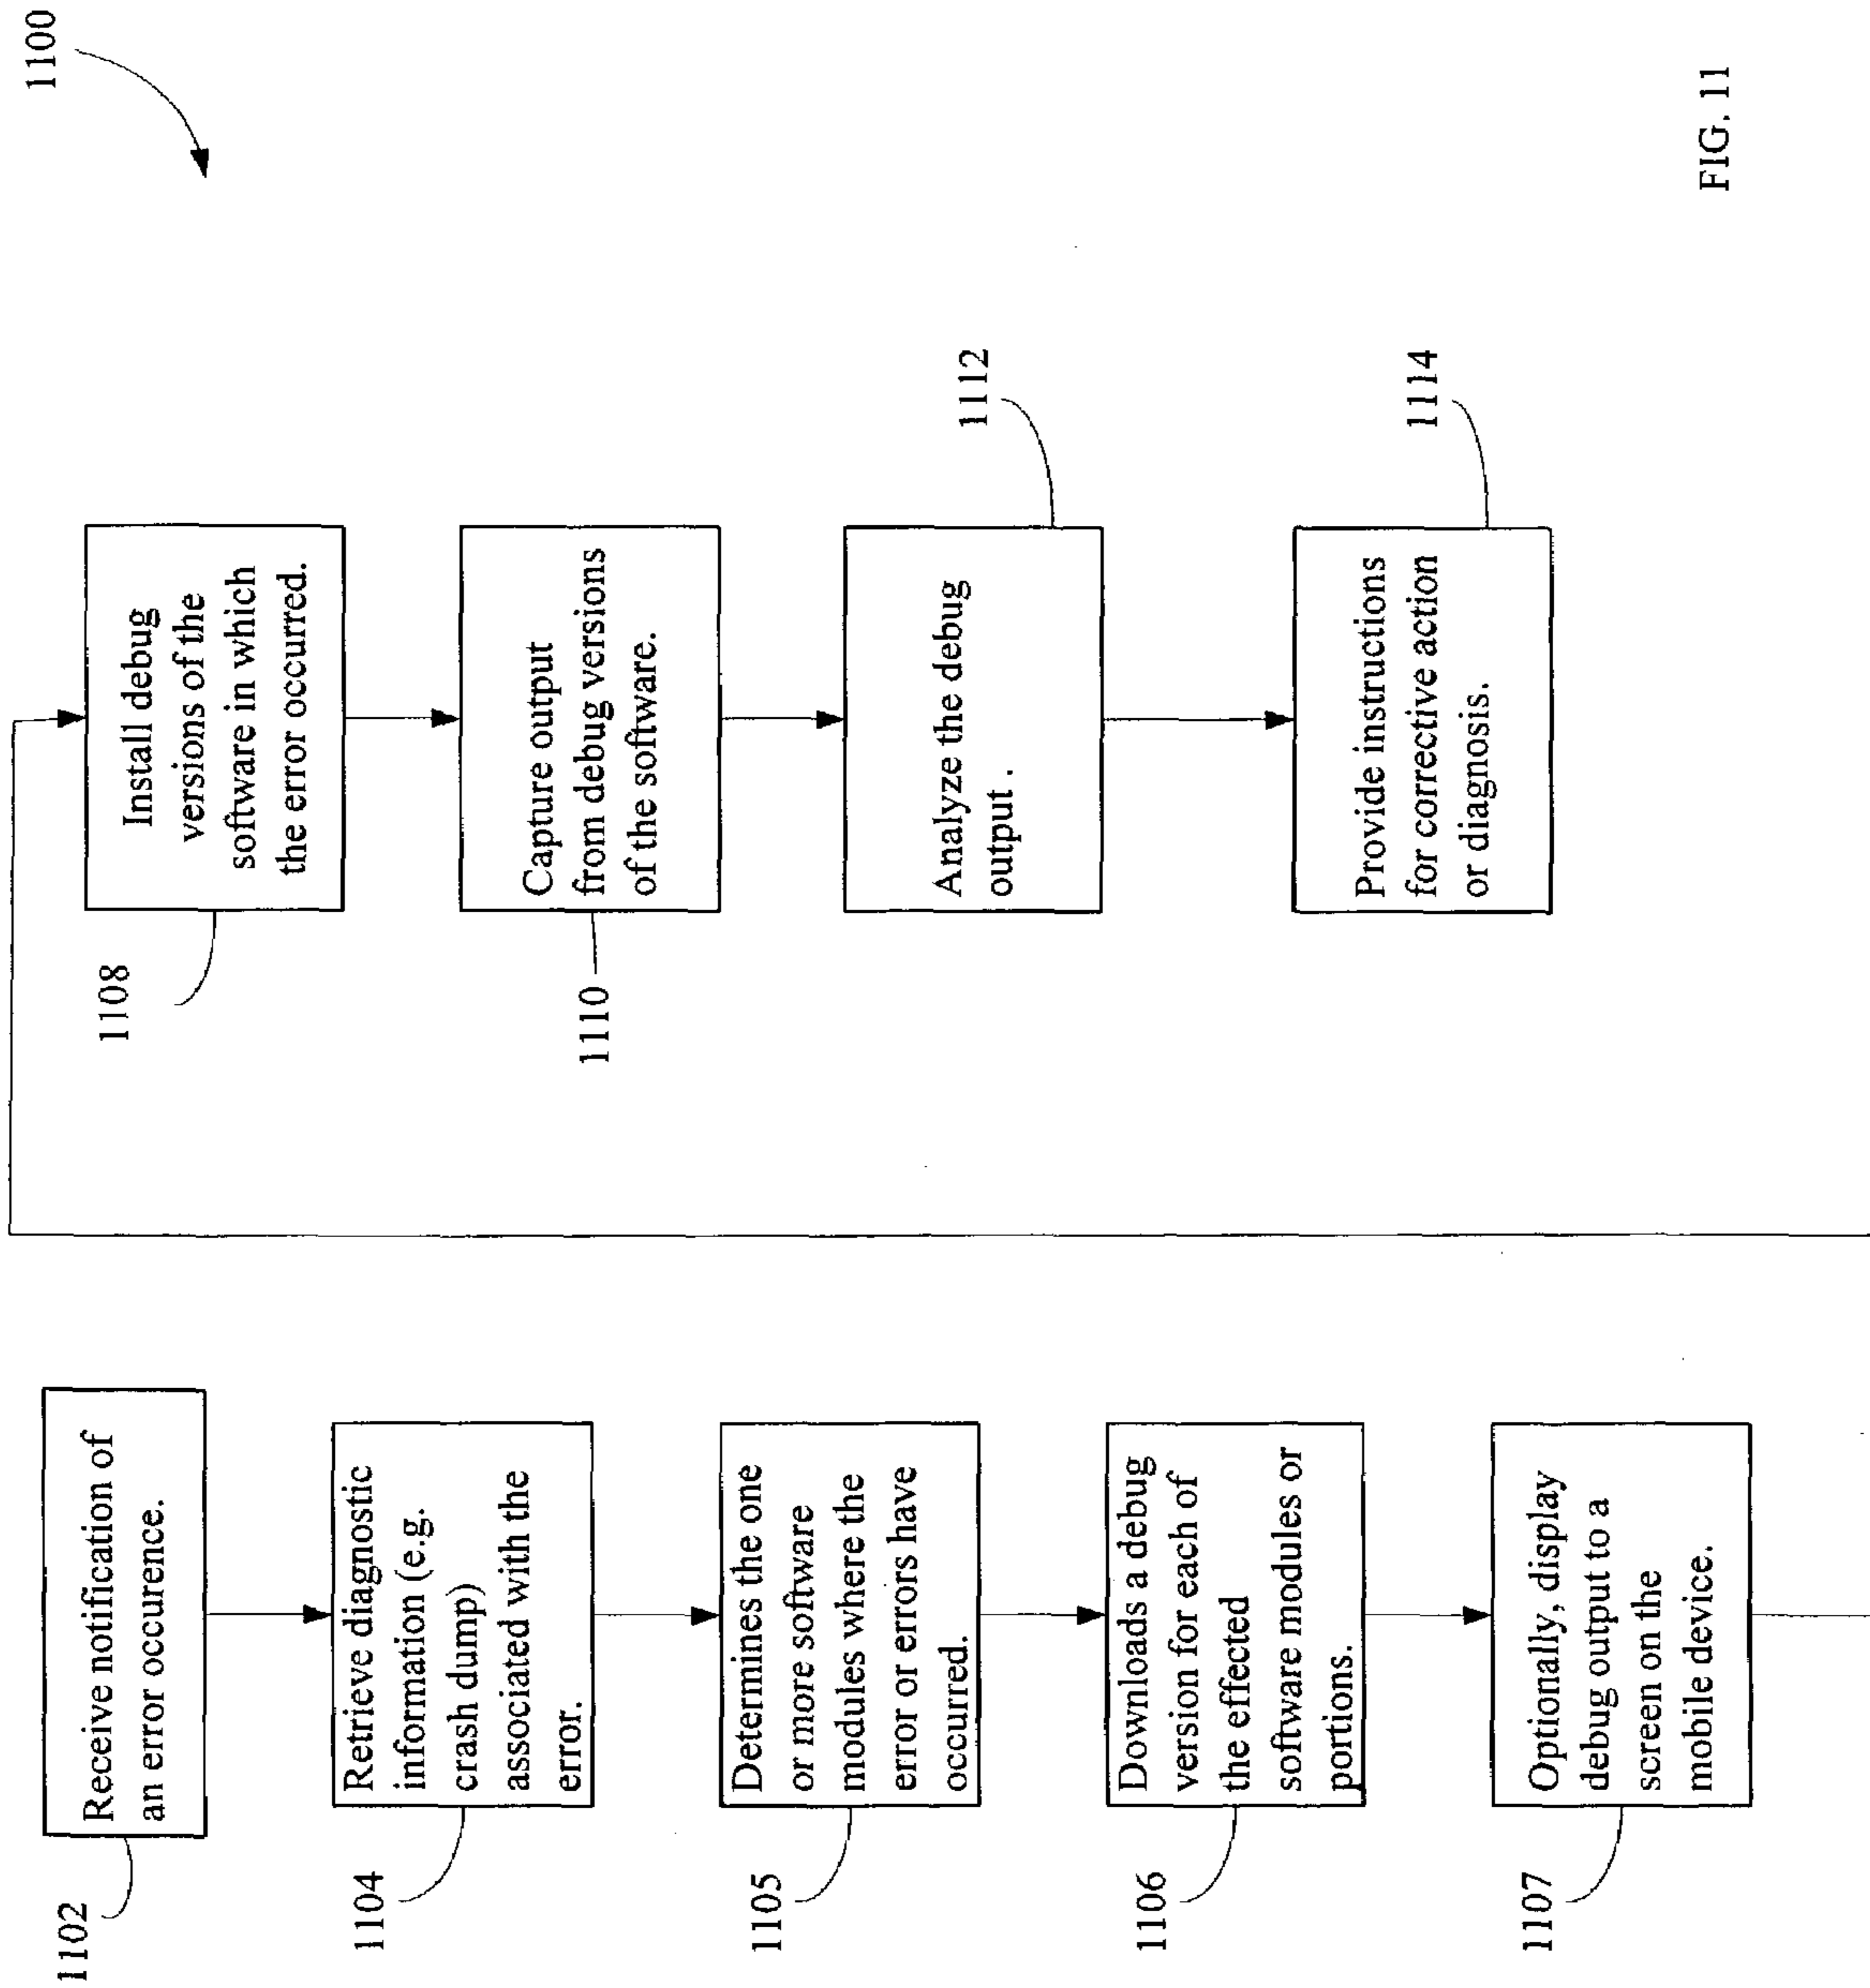 1100
1102
Receive notification of
an error occurence.
1104
Retrieve diagnostic
information (e.g.
crash dump)
associated with the
error.
1105
Determines the one
or more software
modules where the
error or errors have
occurred.
1106
Downloads a debug
version for each of
the effected
software modules or
portions.
1107
Optionally, display
debug output to a
screen on the
mobile device.
1108
Install debug
versions of the
software in which
the error occurred.
1110
Capture output
from debug versions
of the software.
1112
Analyze the debug
output .
1114
Provide instructions
for corrective action
or diagnosis.
FIG. 11